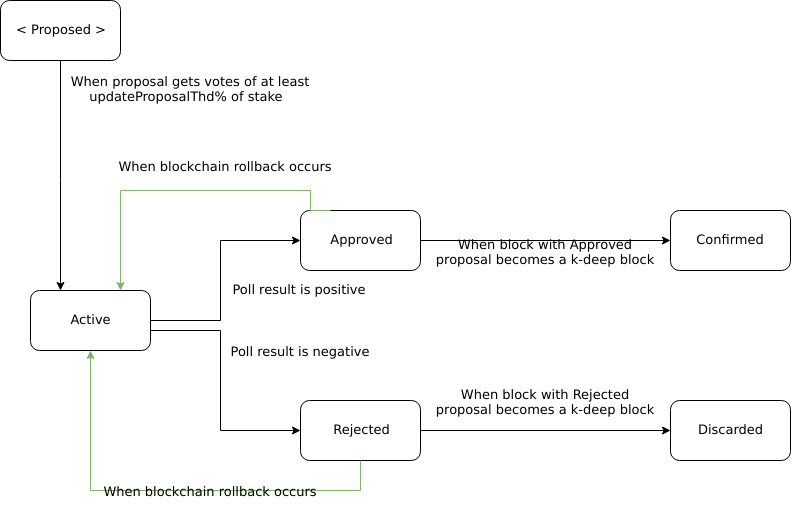 < Proposed >
When proposal gets votes of at least
updateProposalThd% of stake
When blockchain rollback occurs
Approved
When block with Approved
proposal becomes a k-deep block
Confirmed
Poll result is positive
Active
Poll result is negative
When block with Rejected
proposal becomes a k-deep block
Rejected
Discarded
When blockchain rollback occurs